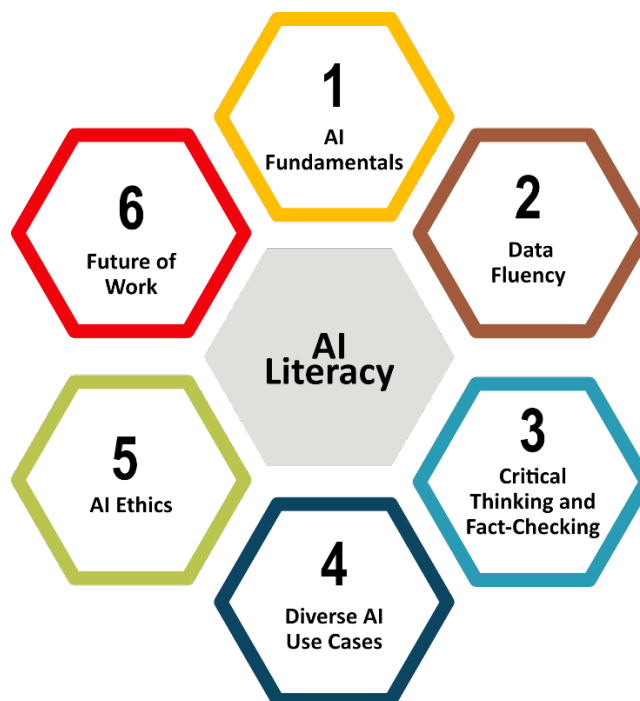 1
AI
Fundamentals
2
Data
Fluency
3
Critical
Thinking and
Fact-Checking
4
Diverse AI
Use Cases
5
AI Ethics
6
Future of
Work
AI
Literacy